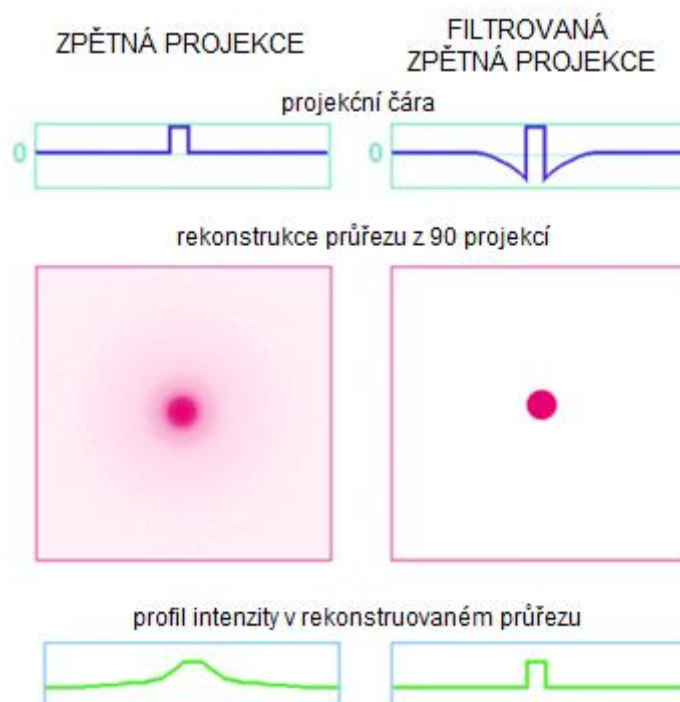 ZPĚTNÁ PROJEKCE
FILTROVANÁ
ZPĚTNÁ PROJEKCE
projekční čára
0
0
rekonstrukce průřezu z 90 projekcí
profil intenzity v rekonstruovaném průřezu